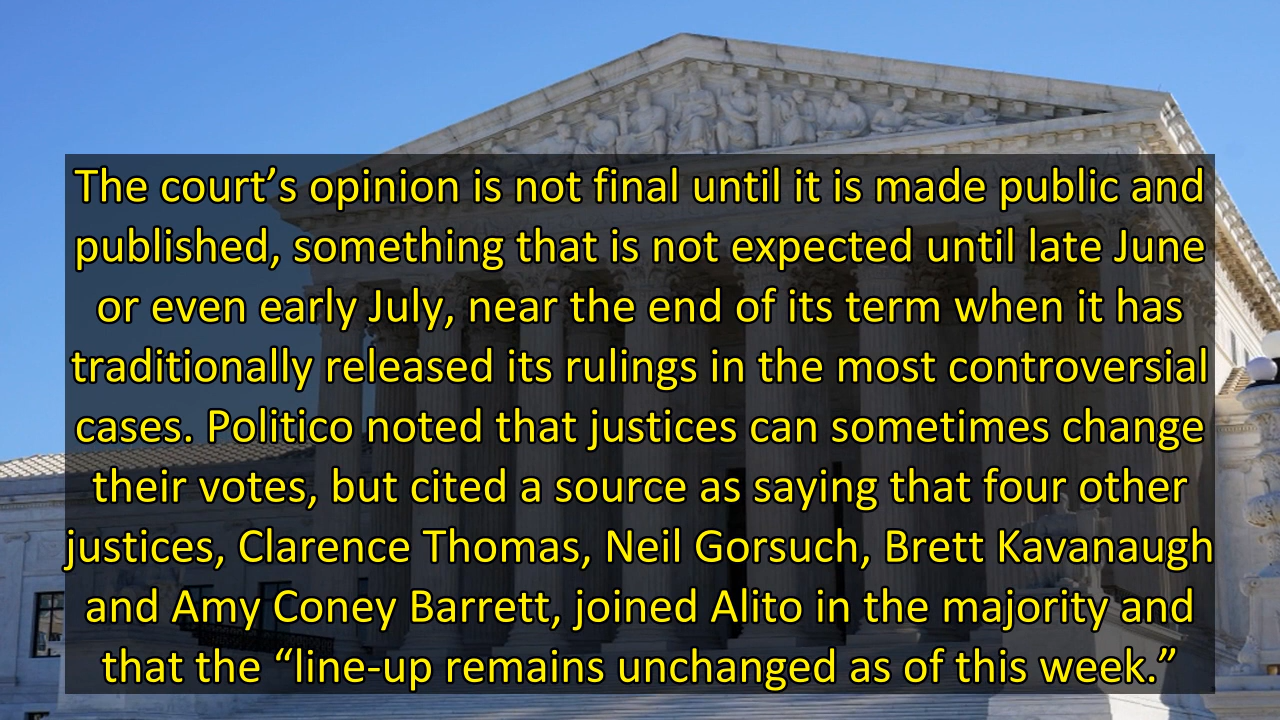 The court’s opinion is not final until it is made public and
published, something that is not expected until late June
or even early July, near the end of its term when it has
traditionally released its rulings in the most controversial
cases. Politico noted that justices can sometimes change
their votes, but cited a source as saying that four other
justices, Clarence Thomas, Neil Gorsuch, Brett Kavanaugh
and Amy Coney Barrett, joined Alito in the majority and
that the “line-up remains unchanged as of this week.”